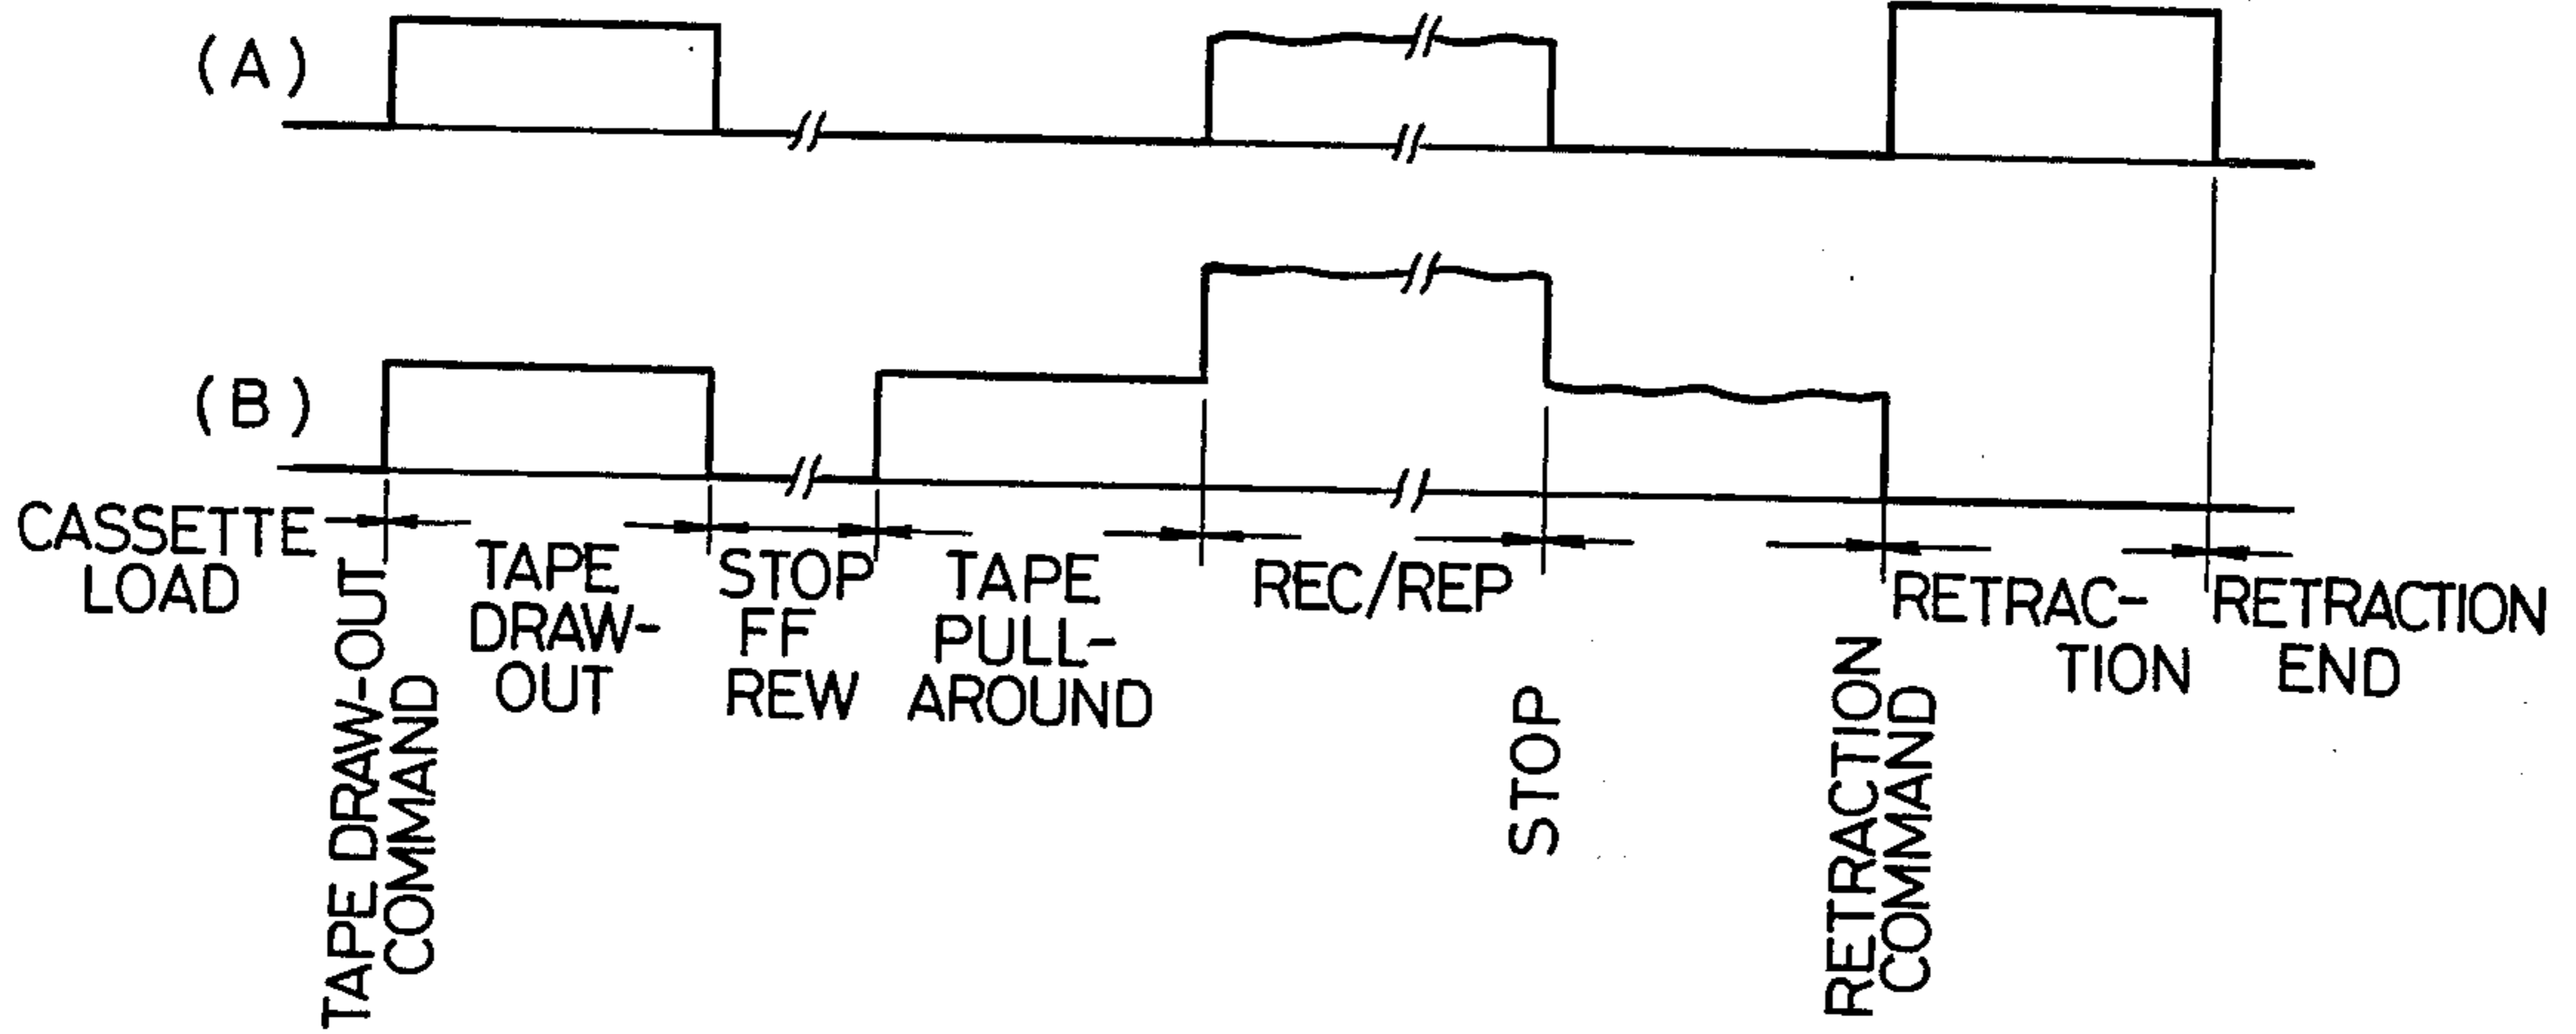 (A)
(B)
CASSETTE
LOAD
TAPE DRAW-OUT
COMMAND
TAPE
DRAW-
OUT
STOP
FF
REW
TAPE
PULL-
AROUND
REC/REP
STOP
RETRACTION
COMMAND
RETRAC-
TION
RETRACTION
END